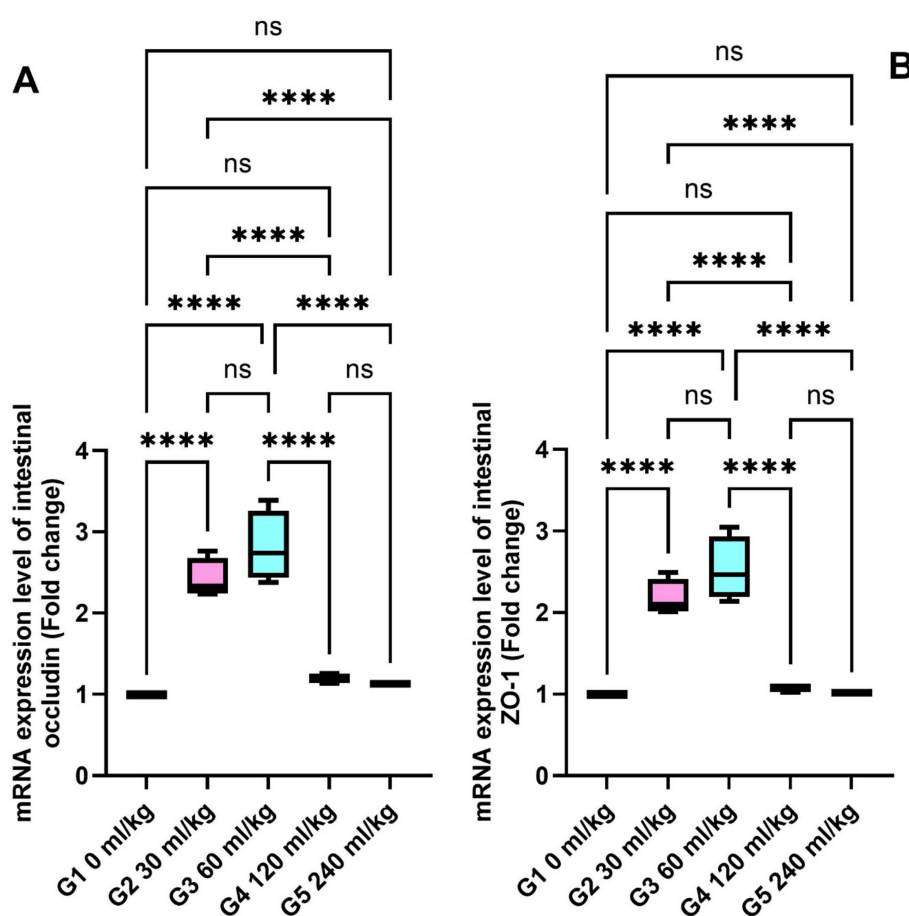 A
ns
****
ns
****
**** ****
ns ns
**** ****
mRNA expression level of intestinal
occludin (Fold change)
4
3
2
1
0
G1 0 ml/kg
G2 30 ml/kg
G3 60 ml/kg
G4 120 ml/kg
G5 240 ml/kg
B
ns
****
ns
****
**** ****
ns ns
**** ****
mRNA expression level of intestinal
ZO-1 (Fold change)
4
3
2
1
0
G1 0 ml/kg
G2 30 ml/kg
G3 60 ml/kg
G4 120 ml/kg
G5 240 ml/kg